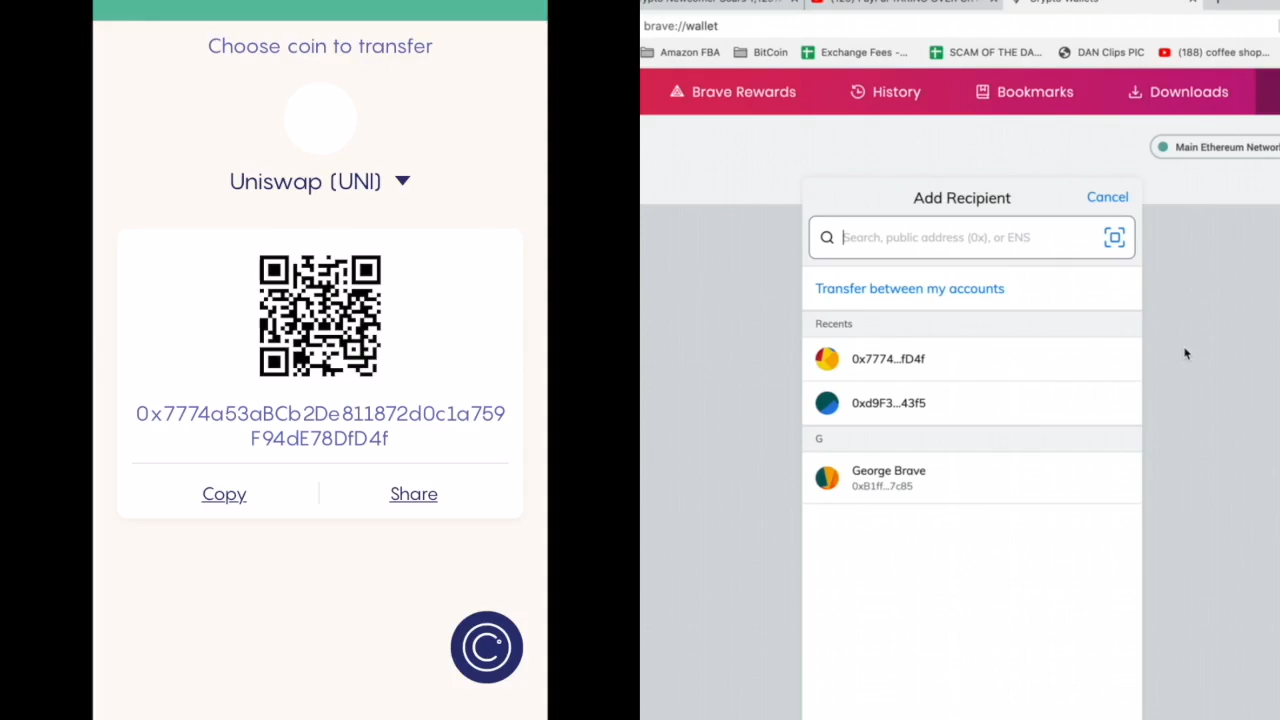 Choose coin to transfer
Uniswap (UNI)
0x7774a53aBCb2De811872d0c1a759
F94dE78DfD4f
Copy
Share
brave://wallet
Amazon FBA
BitCoin
Exchange Fees -...
SCAM OF THE DA...
DAN Clips PIC
(188) coffee shop...
Brave Rewards
History
Bookmarks
Downloads
Main Ethereum Networ
Add Recipient
Cancel
Search, public address (0x), or ENS
Transfer between my accounts
Recents
0x7774...fD4f
0xd9F3...43f5
G
George Brave
0xB1ff...7c85